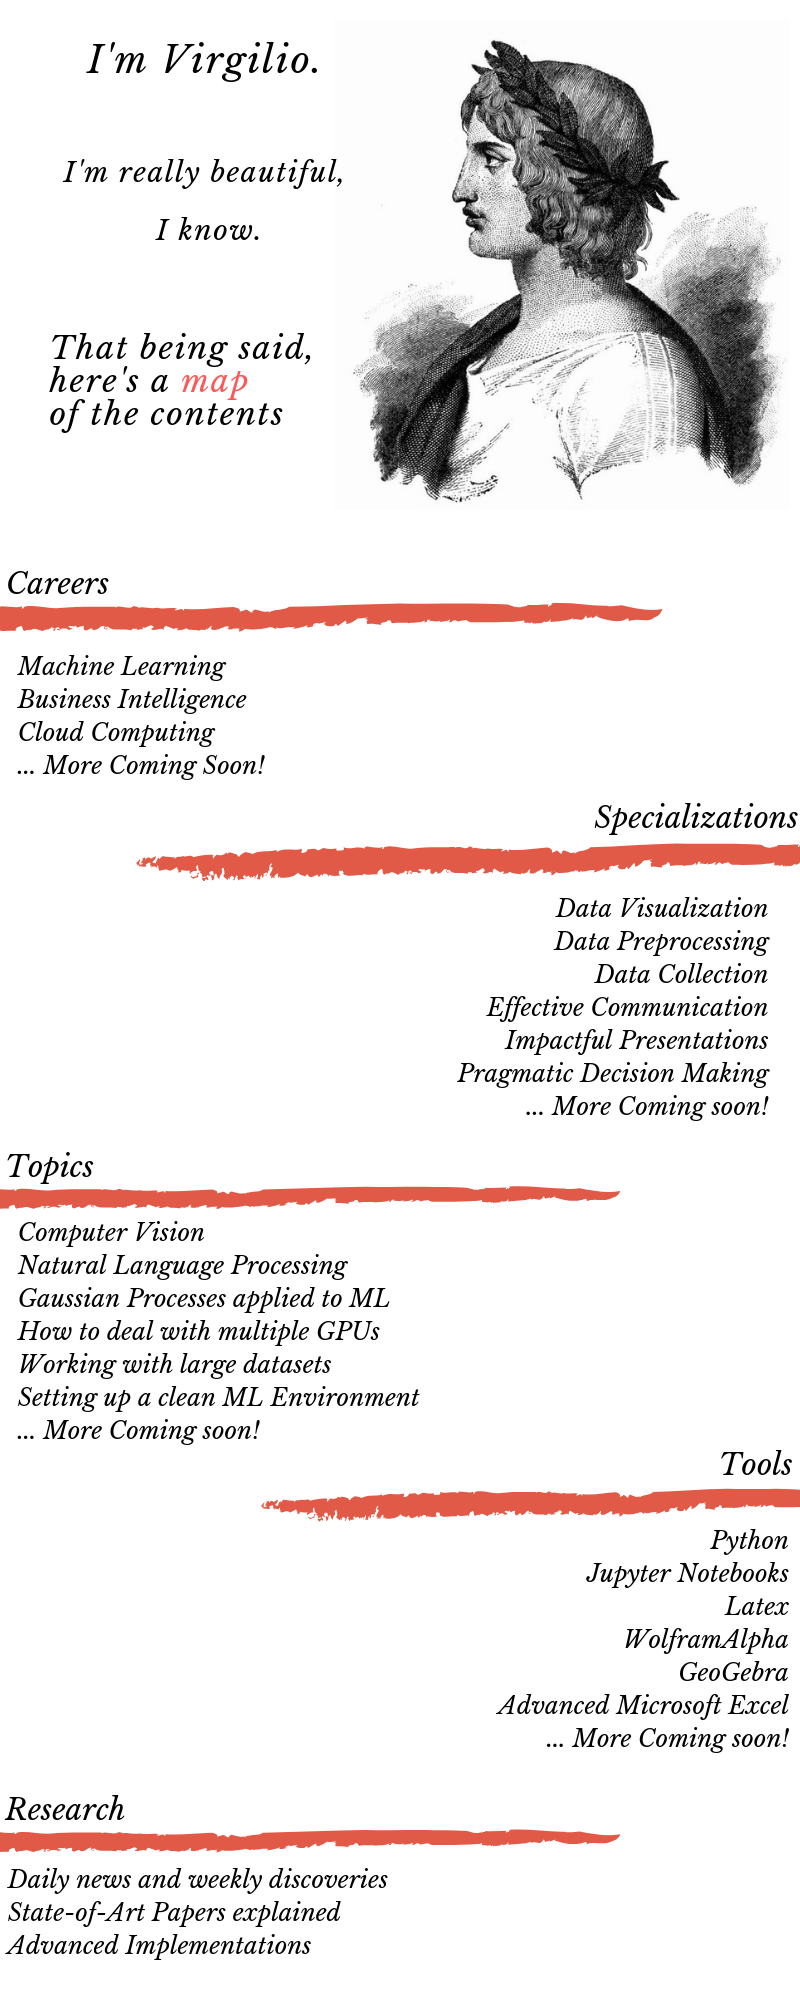 I'm Virgilio.
I'm really beautiful,
I know.
That being said,
here's a map
of the contents
Careers
Machine Learning
Business Intelligence
Cloud Computing
... More Coming Soon!
Specializations
Data Visualization
Data Preprocessing
Data Collection
Effective Communication
Impactful Presentations
Pragmatic Decision Making
... More Coming soon!
Topics
Computer Vision
Natural Language Processing
Gaussian Processes applied to ML
How to deal with multiple GPUs
Working with large datasets
Setting up a clean ML Environment
... More Coming soon!
Tools
Python
Jupyter Notebooks
Latex
WolframAlpha
GeoGebra
Advanced Microsoft Excel
... More Coming soon!
Research
Daily news and weekly discoveries
State-of-Art Papers explained
Advanced Implementations